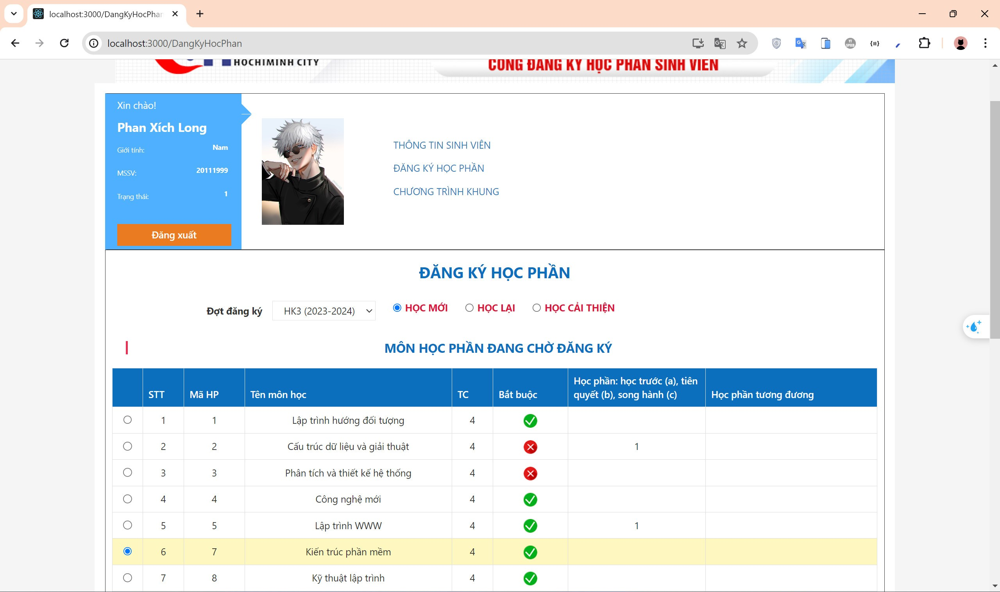 localhost:3000/DangKyHocPhan
localhost:3000/DangKyHocPhan
YT SPEED
HOCHIMINH CITY
CỔNG ĐĂNG KÝ HỌC PHẦN SINH VIÊN
Xin chào!
Phan Xích Long
Giới tính: Nam
MSSV: 20111999
Trạng thái: 1
Đăng xuất
THÔNG TIN SINH VIÊN
ĐĂNG KÝ HỌC PHẦN
CHƯƠNG TRÌNH KHUNG
ĐĂNG KÝ HỌC PHẦN
Đợt đăng ký HK3 (2023-2024) HỌC MỚI HỌC LẠI HỌC CẢI THIỆN
MÔN HỌC PHẦN ĐANG CHỜ ĐĂNG KÝ
STT Mã HP Tên môn học TC Bắt buộc Học phần: học trước (a), tiên quyết (b), song hành (c) Học phần tương đương
1 1 Lập trình hướng đối tượng 4
2 2 Cấu trúc dữ liệu và giải thuật 4 1
3 3 Phân tích và thiết kế hệ thống 4
4 4 Công nghệ mới 4
5 5 Lập trình WWW 4 1
6 7 Kiến trúc phần mềm 4
7 8 Kỹ thuật lập trình 4